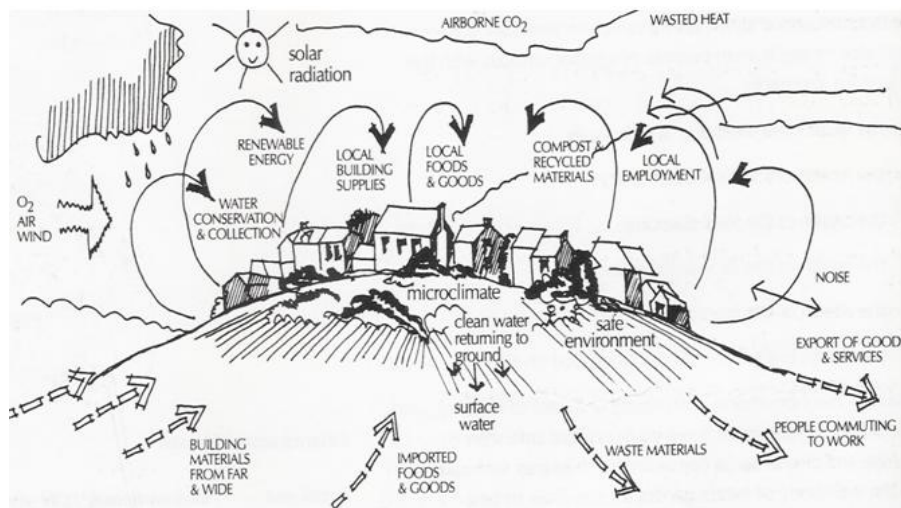 AIRBORNE CO2
WASTED HEAT
solar
radiation
RENEWABLE
ENERGY
LOCAL
BUILDING
SUPPLIES
LOCAL
FOODS
& GOODS
COMPOST &
RECYCLED
MATERIALS
LOCAL
EMPLOYMENT
O2
AIR
WIND
WATER
CONSERVATION
& COLLECTION
microclimate
NOISE
clean water
returning to
ground
safe
environment
EXPORT OF GOODS
& SERVICES
surface
water
BUILDING
MATERIALS
FROM FAR
& WIDE
IMPORTED
FOODS
& GOODS
WASTE MATERIALS
PEOPLE COMMUTING
TO WORK